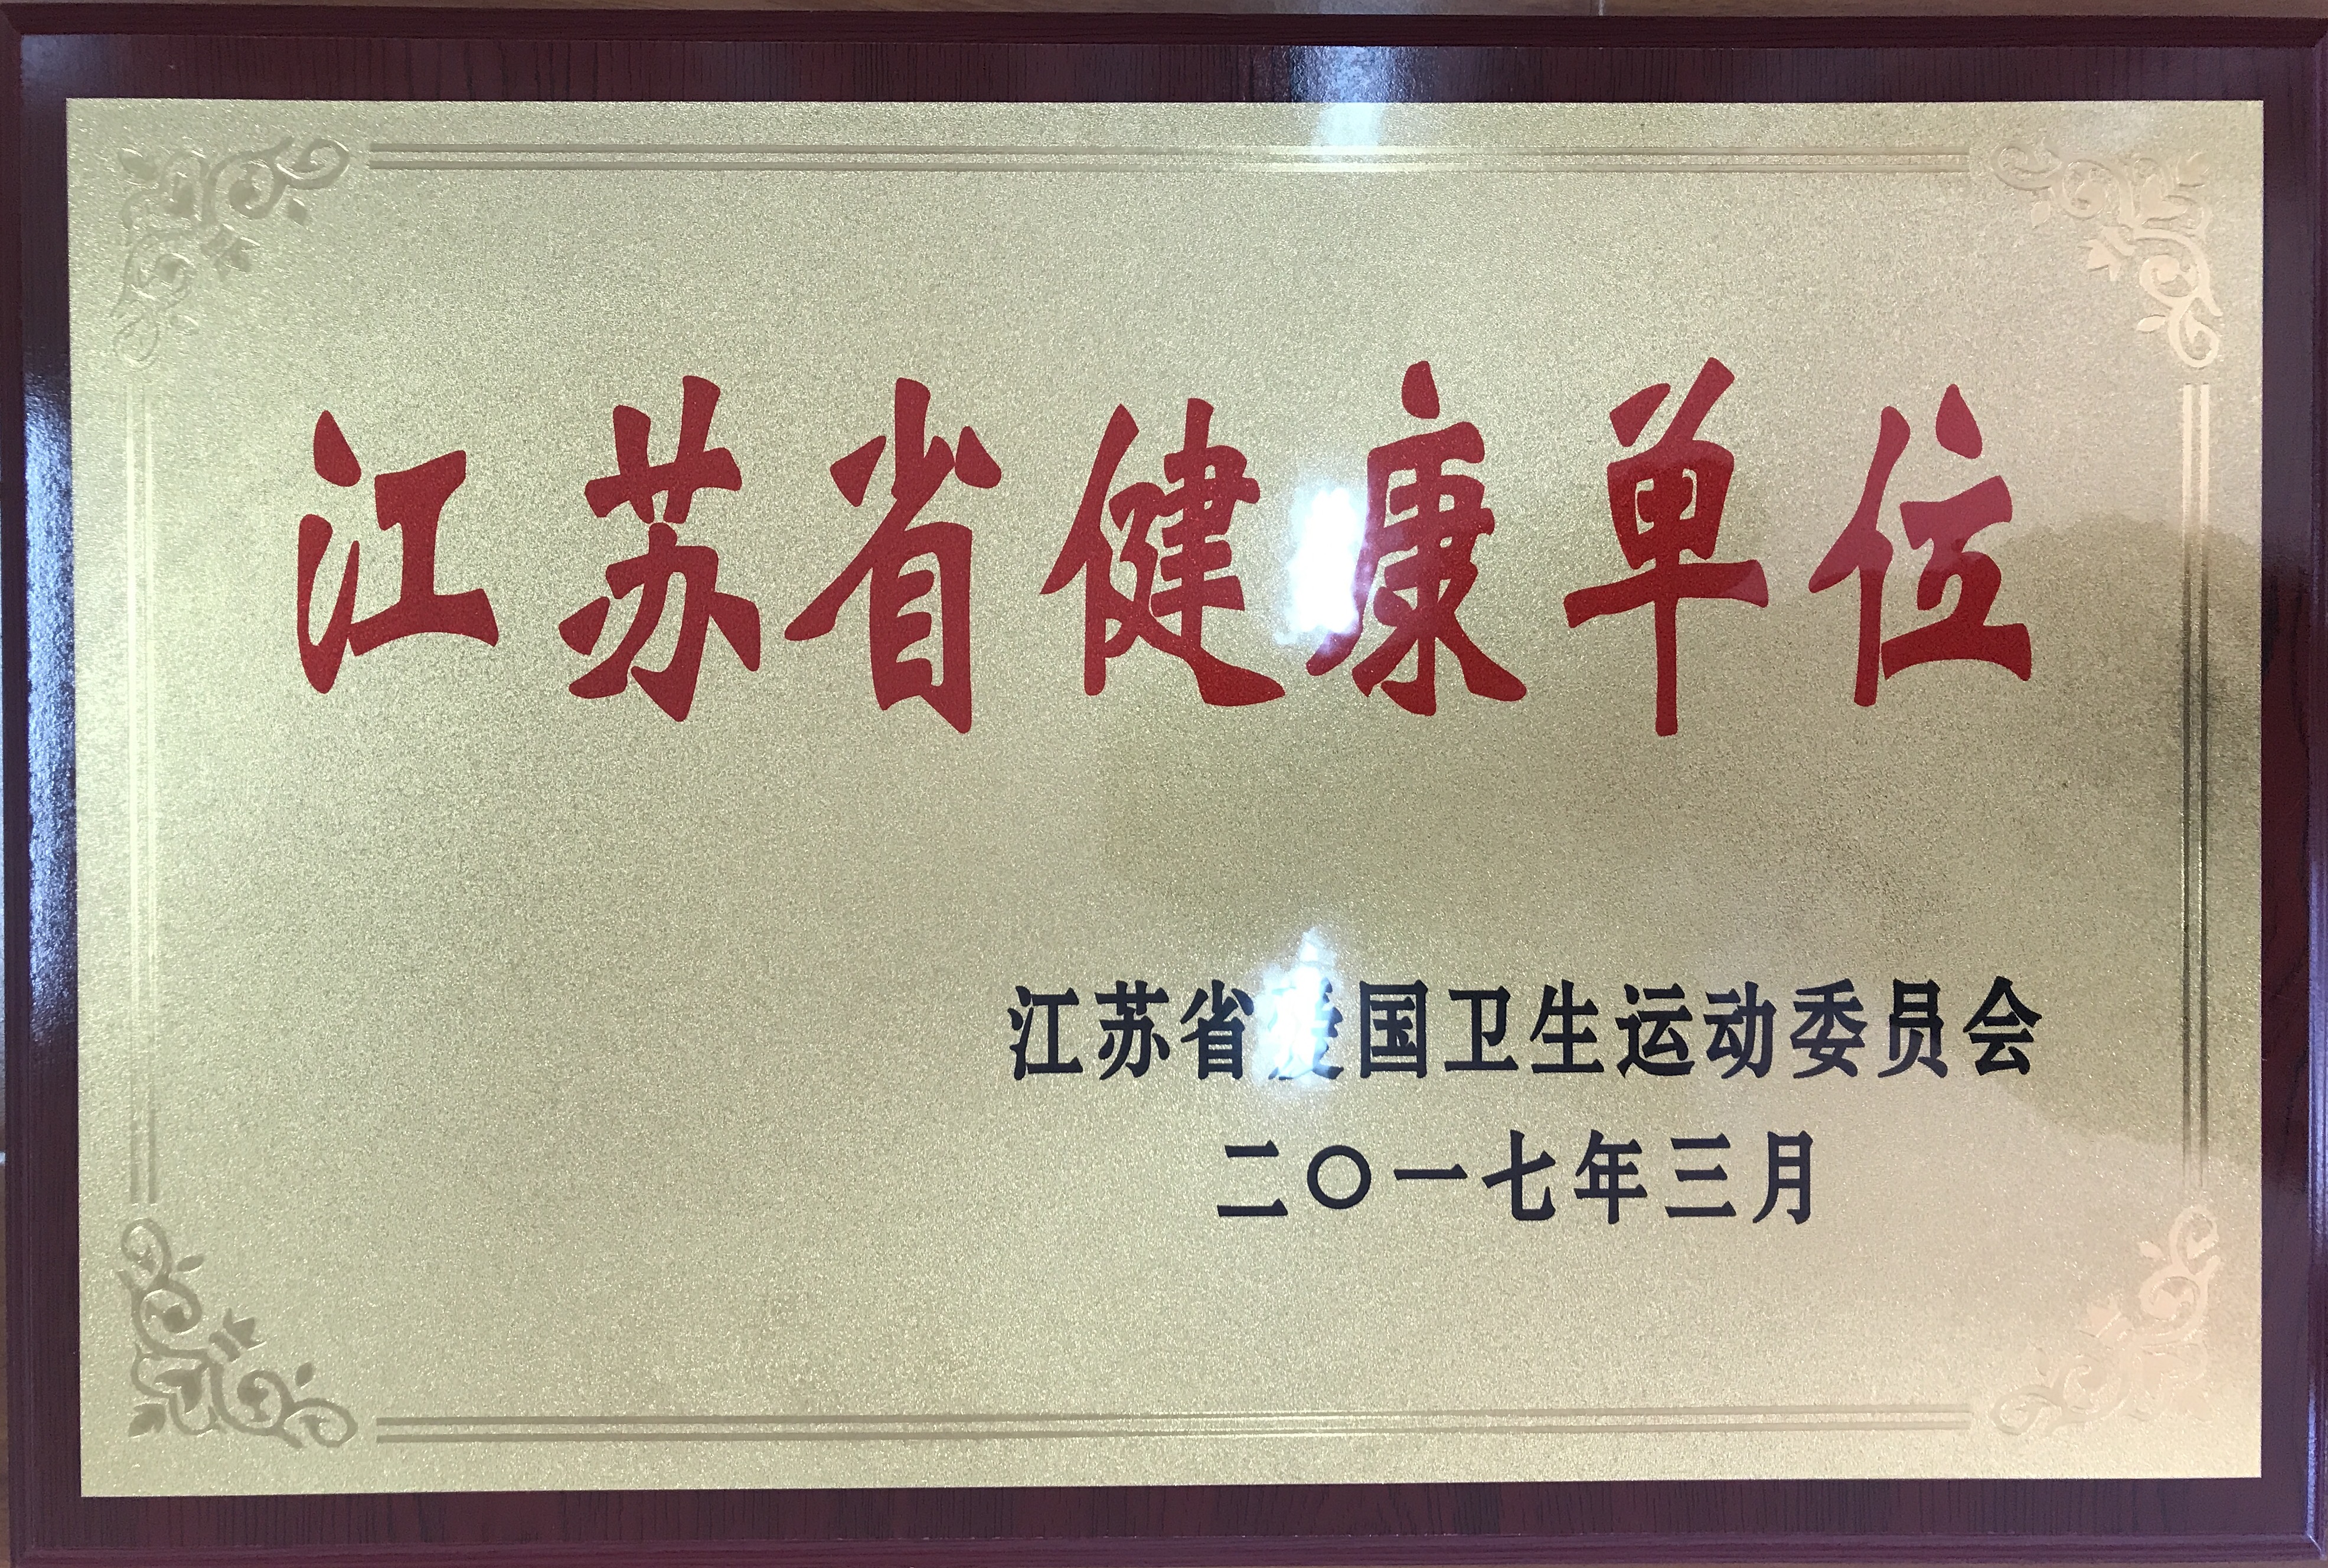 江苏省健康单位
江苏省爱国卫生运动委员会
二〇一七年三月